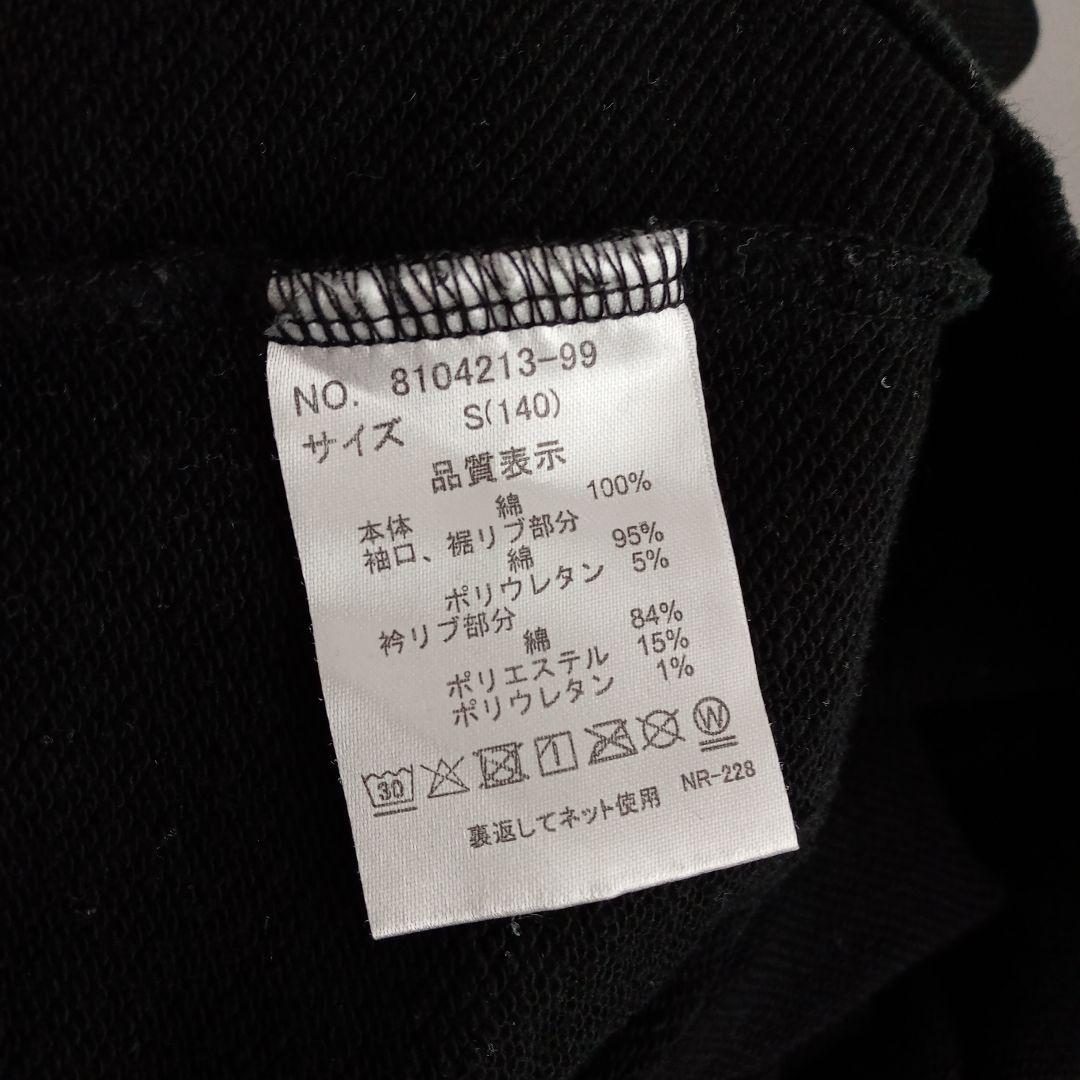 NO. 8104213-99
サイズ S(140)
品質表示
本体 綿 100%
袖口、裾リブ部分
綿 95%
ポリウレタン 5%
衿リブ部分
綿 84%
ポリエステル 15%
ポリウレタン 1%
30 W
裏返してネット使用 NR-228